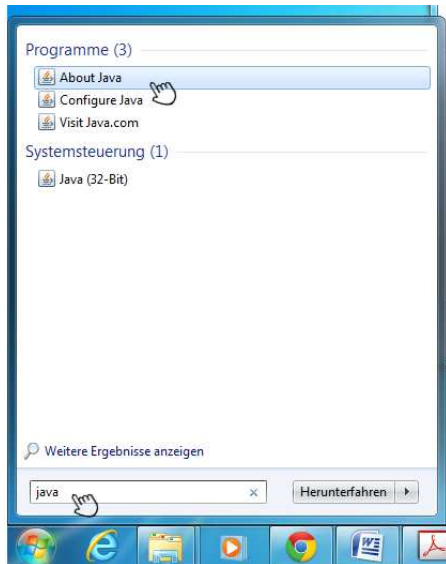 Programme (3)
About Java
Configure Java
Visit Java.com
Systemsteuerung (1)
Java (32-Bit)
Weitere Ergebnisse anzeigen
java
Herunterfahren